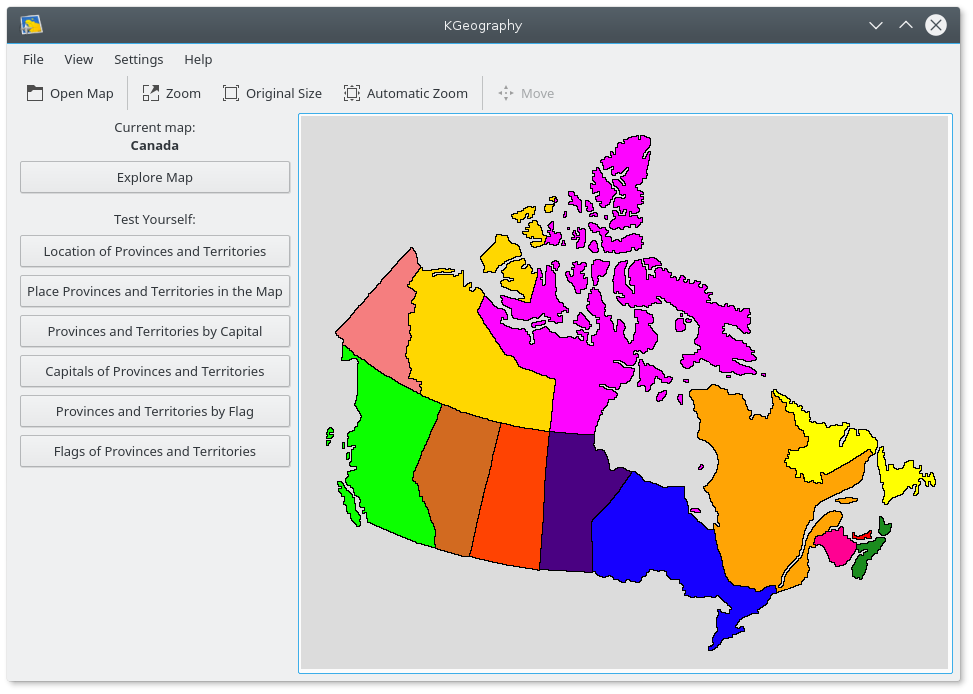 KGeography
File View Settings Help
Open Map Zoom Original Size Automatic Zoom Move
Current map:
Canada
Explore Map
Test Yourself:
Location of Provinces and Territories
Place Provinces and Territories in the Map
Provinces and Territories by Capital
Capitals of Provinces and Territories
Provinces and Territories by Flag
Flags of Provinces and Territories